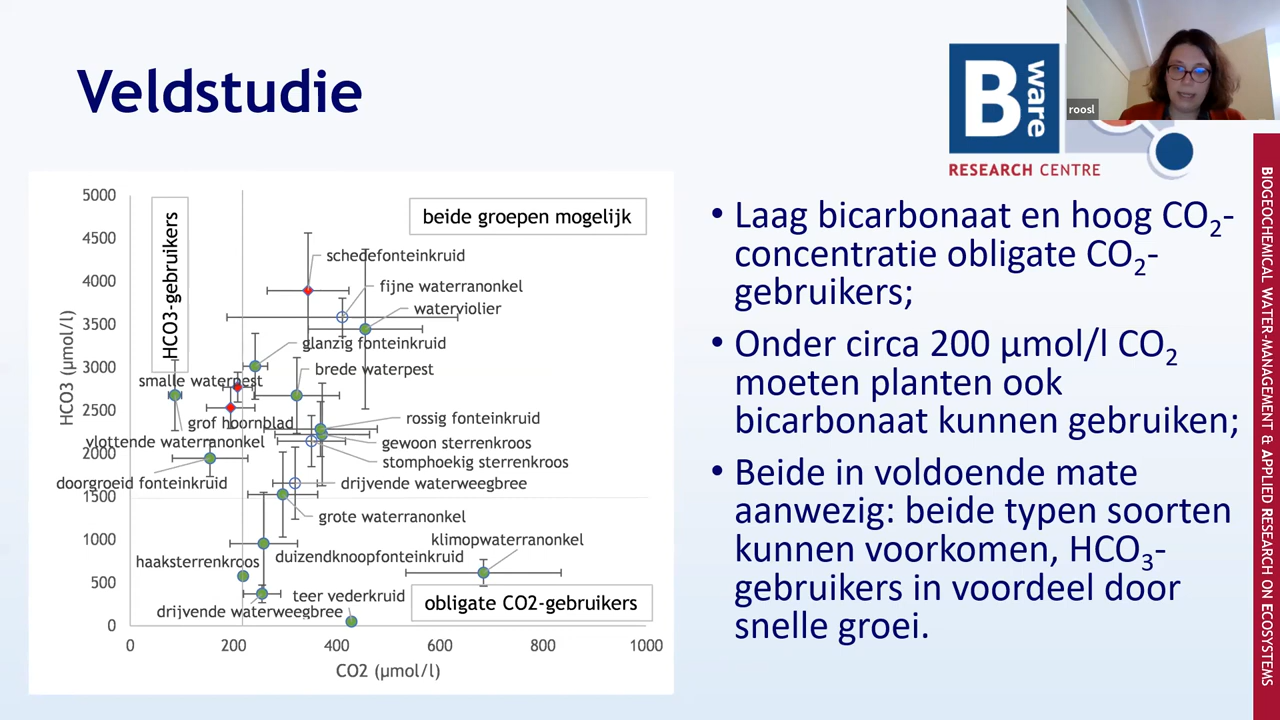 Veldstudie
B
ware
RESEARCH CENTRE
roosl
BIOGEOCHEMICAL WATER-MANAGEMENT & APPLIED RESEARCH ON ECOSYSTEMS
HCO3 (µmol/l)
5000
4500
4000
3500
3000
2500
2000
1500
1000
500
0
0
200
400
600
800
1000
CO2 (µmol/l)
HCO3-gebruikers
beide groepen mogelijk
schedefonteinkruid
fijne waterranonkel
waterviolier
glanzig fonteinkruid
brede waterpest
smalle waterpest
rossig fonteinkruid
grof hoornblad
vlottende waterranonkel
gewoon sterrenkroos
stomphoekig sterrenkroos
doorgroeid fonteinkruid
drijvende waterweegbree
grote waterranonkel
klimopwaterranonkel
haaksterrenkroos
duizendknoopfonteinkruid
teer vederkruid
drijvende waterweegbree
obligate CO2-gebruikers
• Laag bicarbonaat en hoog CO₂-
concentratie obligate CO₂-
gebruikers;
• Onder circa 200 µmol/l CO₂
moeten planten ook
bicarbonaat kunnen gebruiken;
• Beide in voldoende mate
aanwezig: beide typen soorten
kunnen voorkomen, HCO₃-
gebruikers in voordeel door
snelle groei.